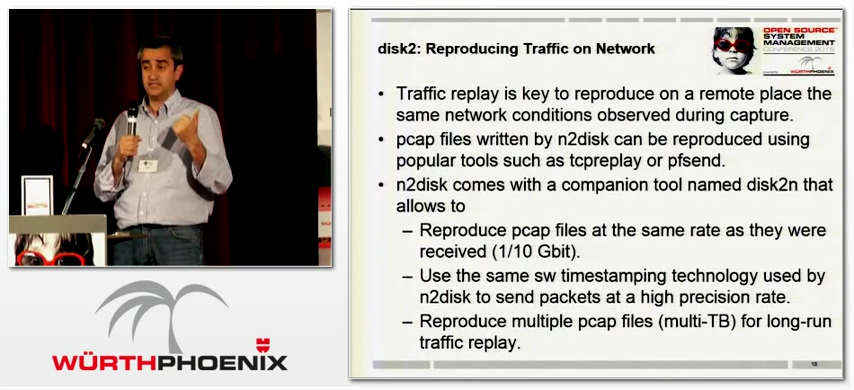 disk2: Reproducing Traffic on Network
OPEN SOURCE
SYSTEM
MANAGEMENT
CONFERENCE 2015
WÜRTHPHOENIX
• Traffic replay is key to reproduce on a remote place the
same network conditions observed during capture.
• pcap files written by n2disk can be reproduced using
popular tools such as tcpreplay or pfsend.
• n2disk comes with a companion tool named disk2n that
allows to
– Reproduce pcap files at the same rate as they were
received (1/10 Gbit).
– Use the same sw timestamping technology used by
n2disk to send packets at a high precision rate.
– Reproduce multiple pcap files (multi-TB) for long-run
traffic replay.
18
WÜRTHPHOENIX